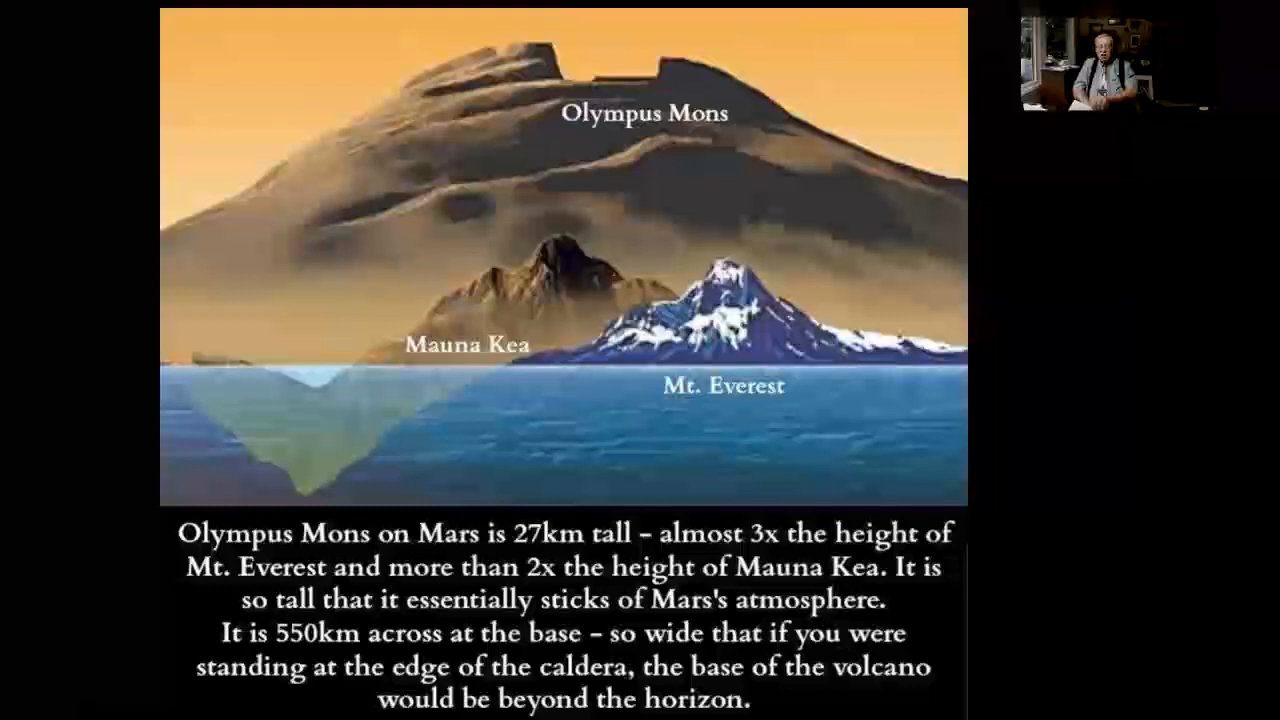 Olympus Mons
Mauna Kea
Mt. Everest
Olympus Mons on Mars is 27km tall - almost 3x the height of
Mt. Everest and more than 2x the height of Mauna Kea. It is
so tall that it essentially sticks of Mars's atmosphere.
It is 550km across at the base - so wide that if you were
standing at the edge of the caldera, the base of the volcano
would be beyond the horizon.